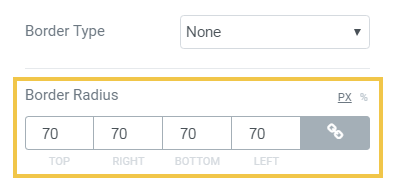 Border Type None
Border Radius PX %
70 70 70 70
TOP RIGHT BOTTOM LEFT